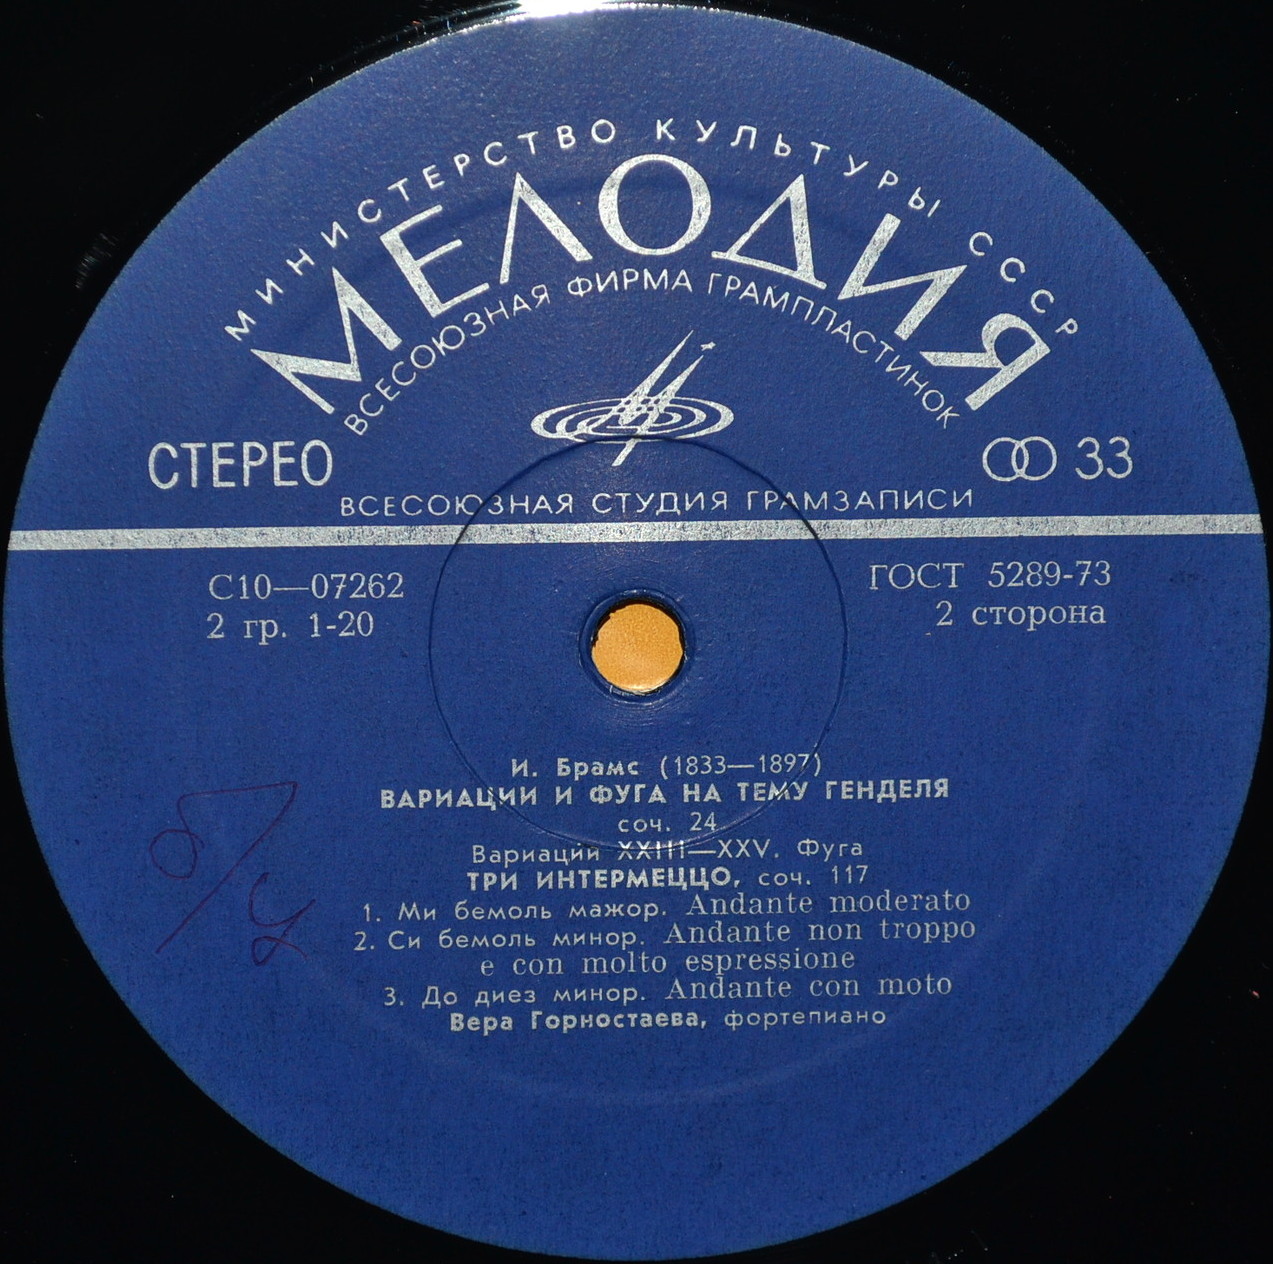 МИНИСТЕРСТВО КУЛЬТУРЫ СССР
МЕЛОДИЯ
ВСЕСОЮЗНАЯ ФИРМА ГРАМПЛАСТИНОК
СТЕРЕО
33
ВСЕСОЮЗНАЯ СТУДИЯ ГРАМЗАПИСИ
С10—07262
ГОСТ 5289-73
2 гр. 1-20
2 сторона
И. Брамс (1833—1897)
ВАРИАЦИИ И ФУГА НА ТЕМУ ГЕНДЕЛЯ
соч. 24
Вариации XXIII—XXV. Фуга
ТРИ ИНТЕРМЕЦЦО, соч. 117
1. Ми бемоль мажор. Andante moderato
2. Си бемоль минор. Andante non troppo
e con molto espressione
3. До диез минор. Andante con moto
Вера Горностаева, фортепиано
б/ц